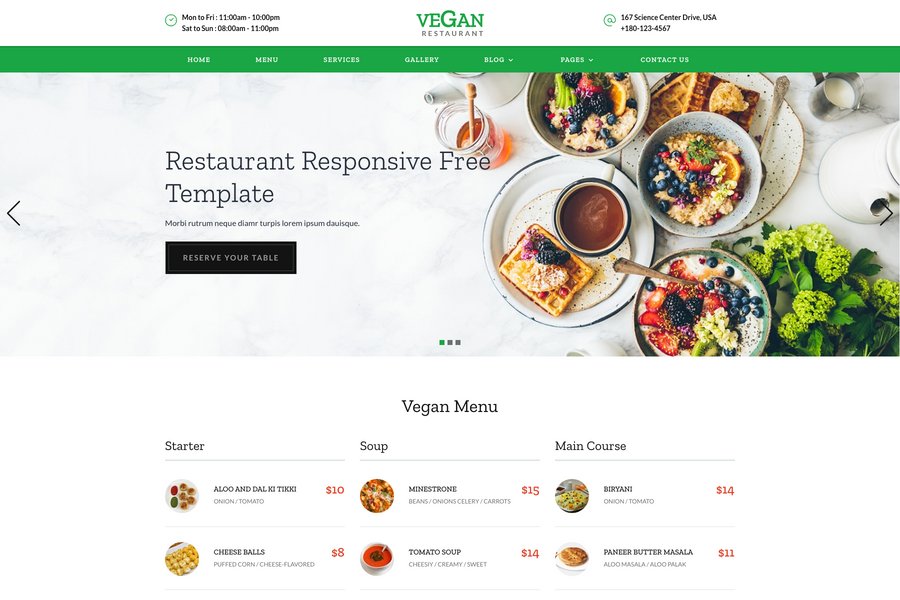 Mon to Fri : 11:00am - 10:00pm
Sat to Sun : 08:00am - 11:00pm
VEGAN
RESTAURANT
167 Science Center Drive, USA
+180-123-4567
HOME MENU SERVICES GALLERY BLOG PAGES CONTACT US
Restaurant Responsive Free
Template
Morbi rutrum neque diamr turpis lorem ipsum dauisque.
RESERVE YOUR TABLE
Vegan Menu
Starter
ALOO AND DAL KI TIKKI $10
ONION / TOMATO
CHEESE BALLS $8
PUFFED CORN / CHEESE-FLAVORED
Soup
MINESTRONE $15
BEANS / ONIONS CELERY / CARROTS
TOMATO SOUP $14
CHEESIY / CREAMY / SWEET
Main Course
BIRYANI $14
ONION / TOMATO
PANEER BUTTER MASALA $11
ALOO MASALA / ALOO PALAK